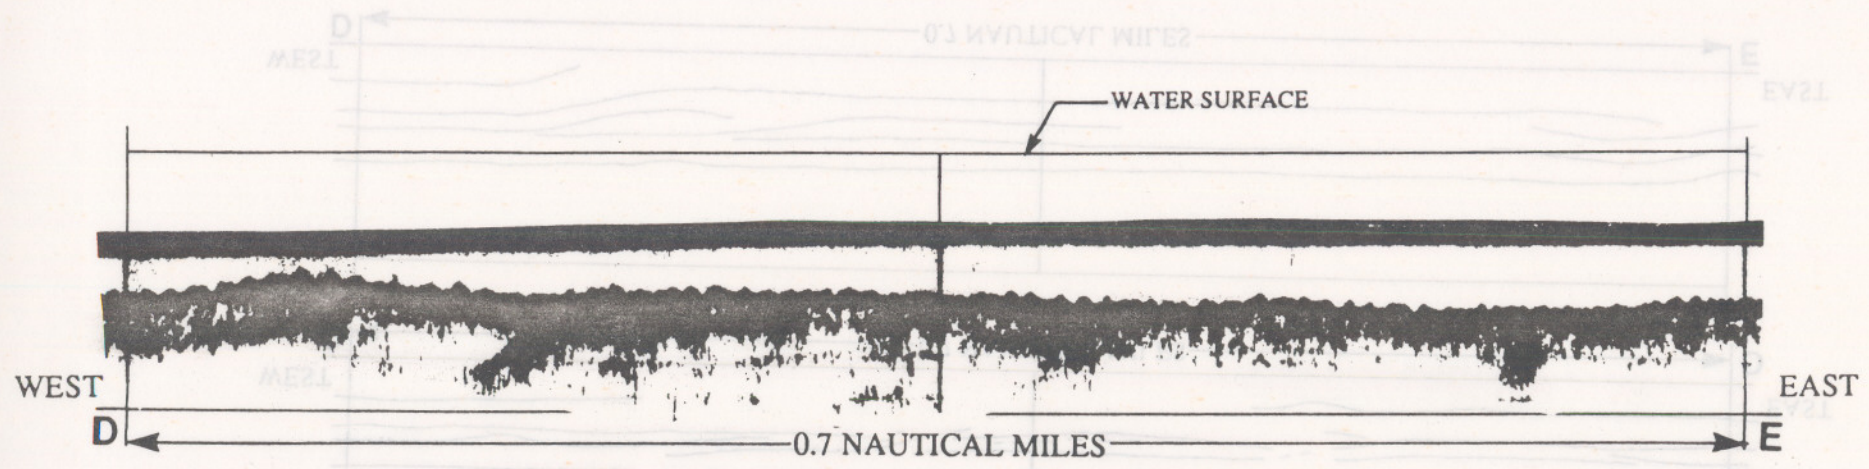 WATER SURFACE
WEST
EAST
D
0.7 NAUTICAL MILES
E